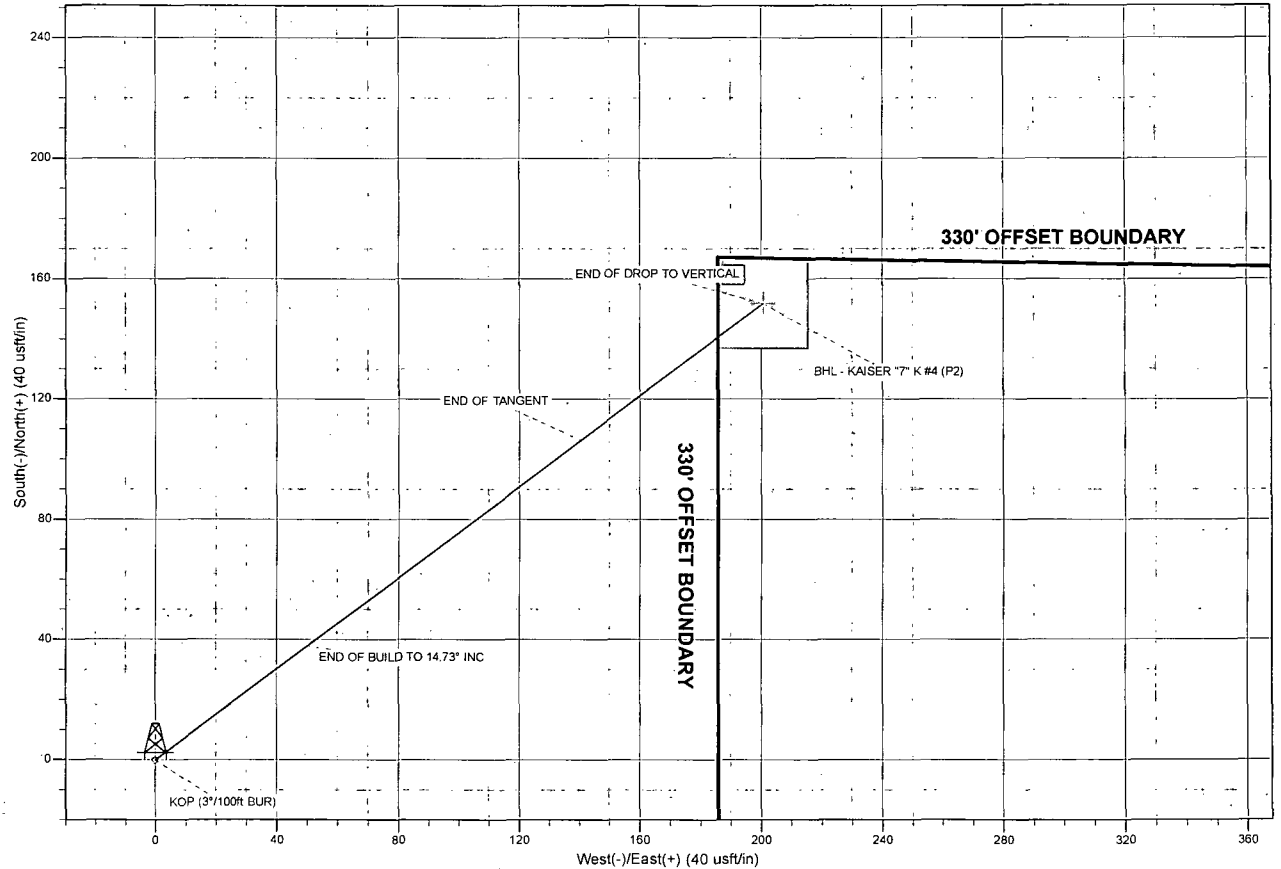 240
200
160
120
80
40
0
South(-)/North(+) (40 usft/in)
330' OFFSET BOUNDARY
END OF DROP TO VERTICAL
BHL - KAISER "7" K #4 (P2)
END OF TANGENT
330' OFFSET BOUNDARY
END OF BUILD TO 14.73° INC
KOP (3°/100ft BUR)
0 40 80 120 160 200 240 280 320 360
West(-)/East(+) (40 usft/in)